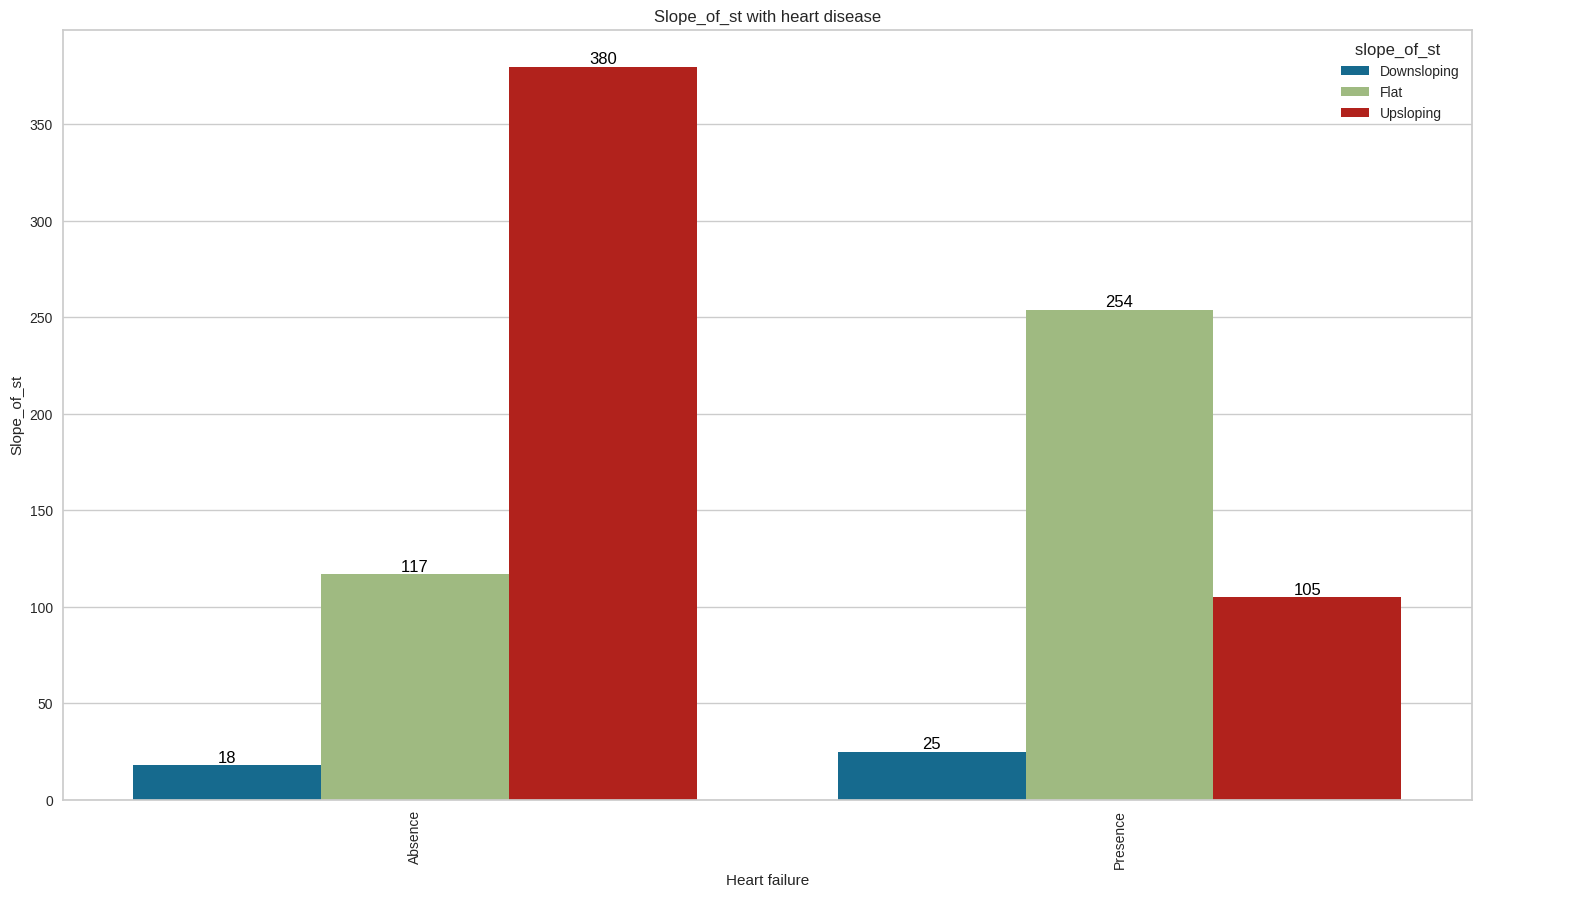 Slope_of_st with heart disease
slope_of_st
Downsloping
Flat
Upsloping
Slope_of_st
350
300
250
200
150
100
50
0
18
117
380
25
254
105
Absence
Presence
Heart failure